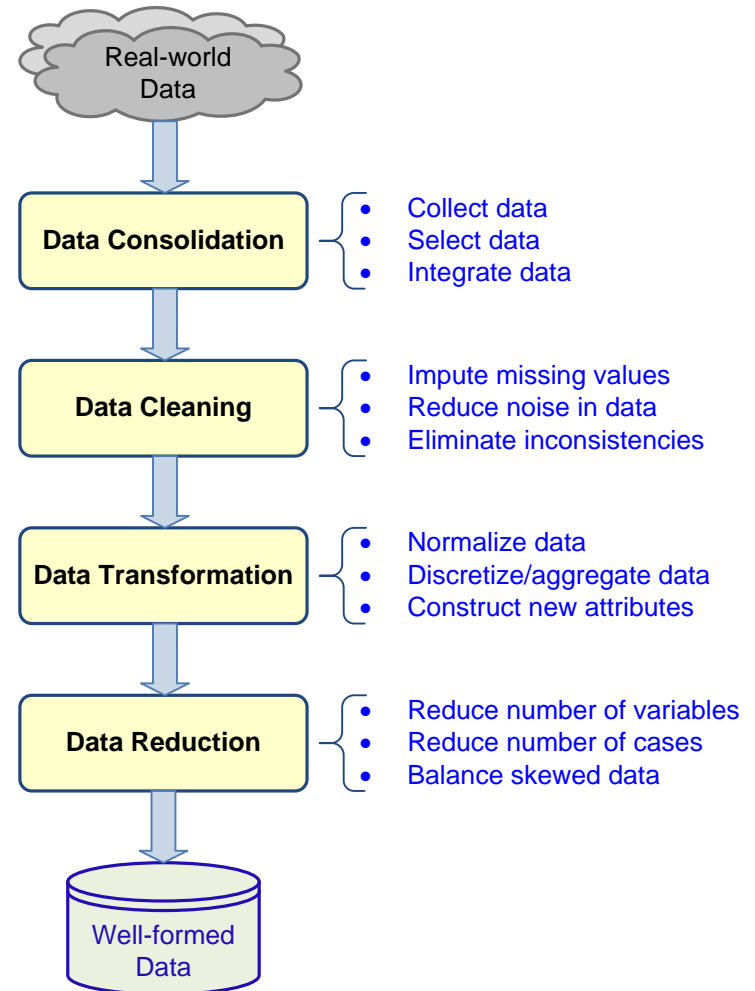 Real-world
Data
Data Consolidation
• Collect data
• Select data
• Integrate data
Data Cleaning
• Impute missing values
• Reduce noise in data
• Eliminate inconsistencies
Data Transformation
• Normalize data
• Discretize/aggregate data
• Construct new attributes
Data Reduction
• Reduce number of variables
• Reduce number of cases
• Balance skewed data
Well-formed
Data